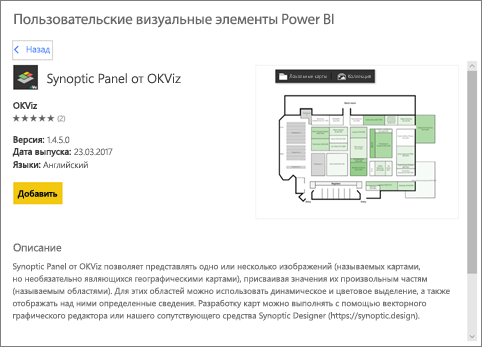 Пользовательские визуальные элементы Power BI
Назад
Synoptic Panel от OKViz
OKViz
(2)
Версия: 1.4.5.0
Дата выпуска: 23.03.2017
Языки: Английский
Добавить
Локальные карты
Коллекция
Описание
Synoptic Panel от OKViz позволяет представлять одно или несколько изображений (называемых картами,
но необязательно являющихся географическими картами), присваивая значения их произвольным частям
(называемым областями). Для этих областей можно использовать динамическое и цветовое выделение, а также
отображать над ними определенные сведения. Разработку карт можно выполнять с помощью векторного
графического редактора или нашего сопутствующего средства Synoptic Designer (https://synoptic.design).